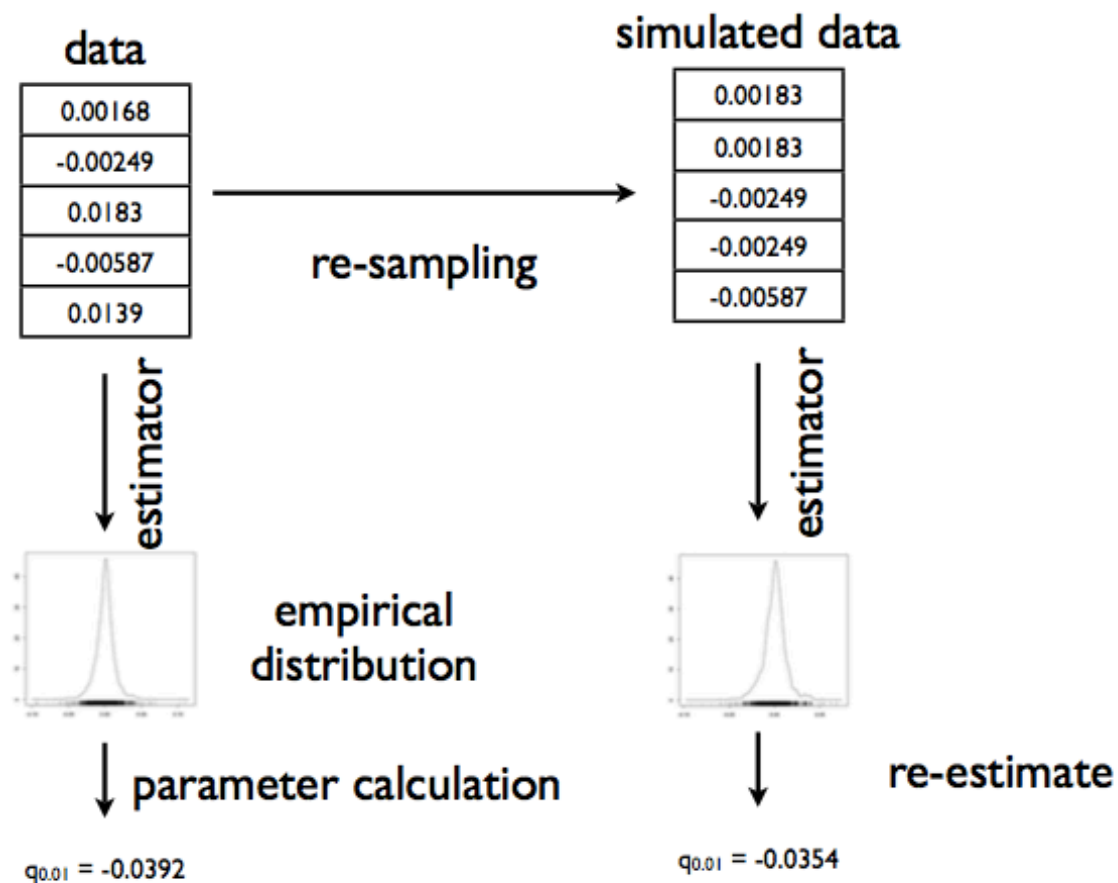 data
0.00168
-0.00249
0.0183
-0.00587
0.0139
simulated data
0.00183
0.00183
-0.00249
-0.00249
-0.00587
re-sampling
estimator
estimator
empirical
distribution
parameter calculation
re-estimate
q0.01 = -0.0392
q0.01 = -0.0354